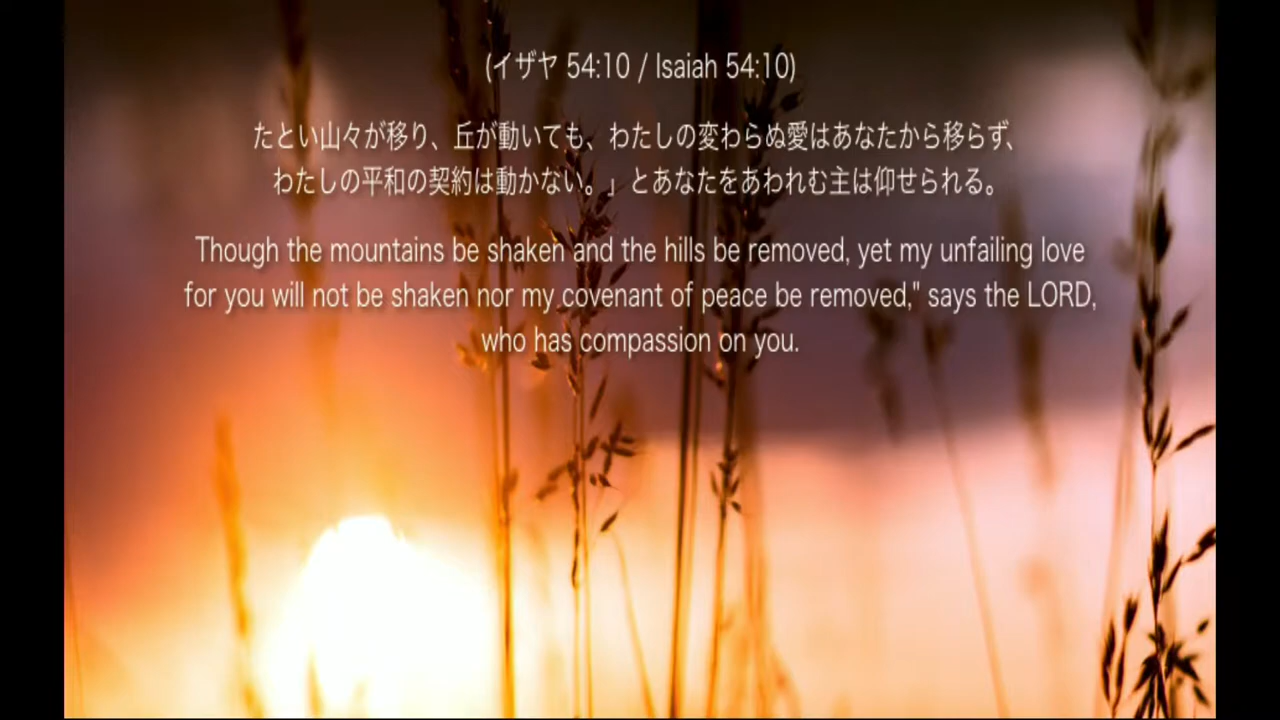 (イザヤ 54:10 / Isaiah 54:10)
たとい山々が移り、丘が動いても、わたしの変わらぬ愛はあなたから移らず、
わたしの平和の契約は動かない。」とあなたをあわれむ主は仰せられる。
Though the mountains be shaken and the hills be removed, yet my unfailing love
for you will not be shaken nor my covenant of peace be removed," says the LORD,
who has compassion on you.